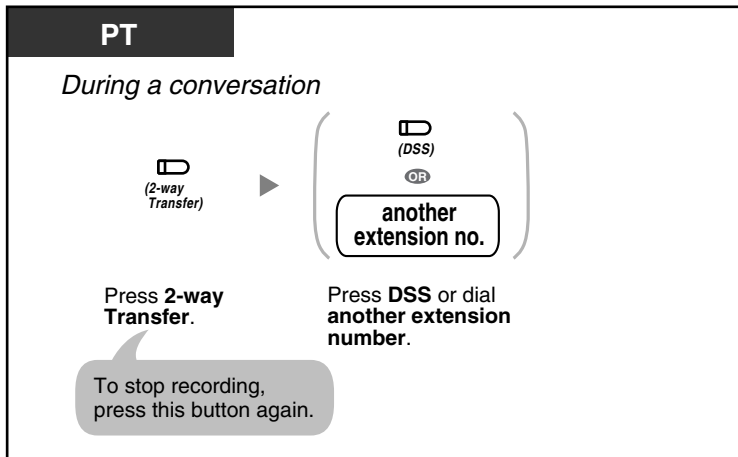 PT
During a conversation
(2-way
Transfer)
(DSS)
OR
another
extension no.
Press 2-way
Transfer.
Press DSS or dial
another extension
number.
To stop recording,
press this button again.